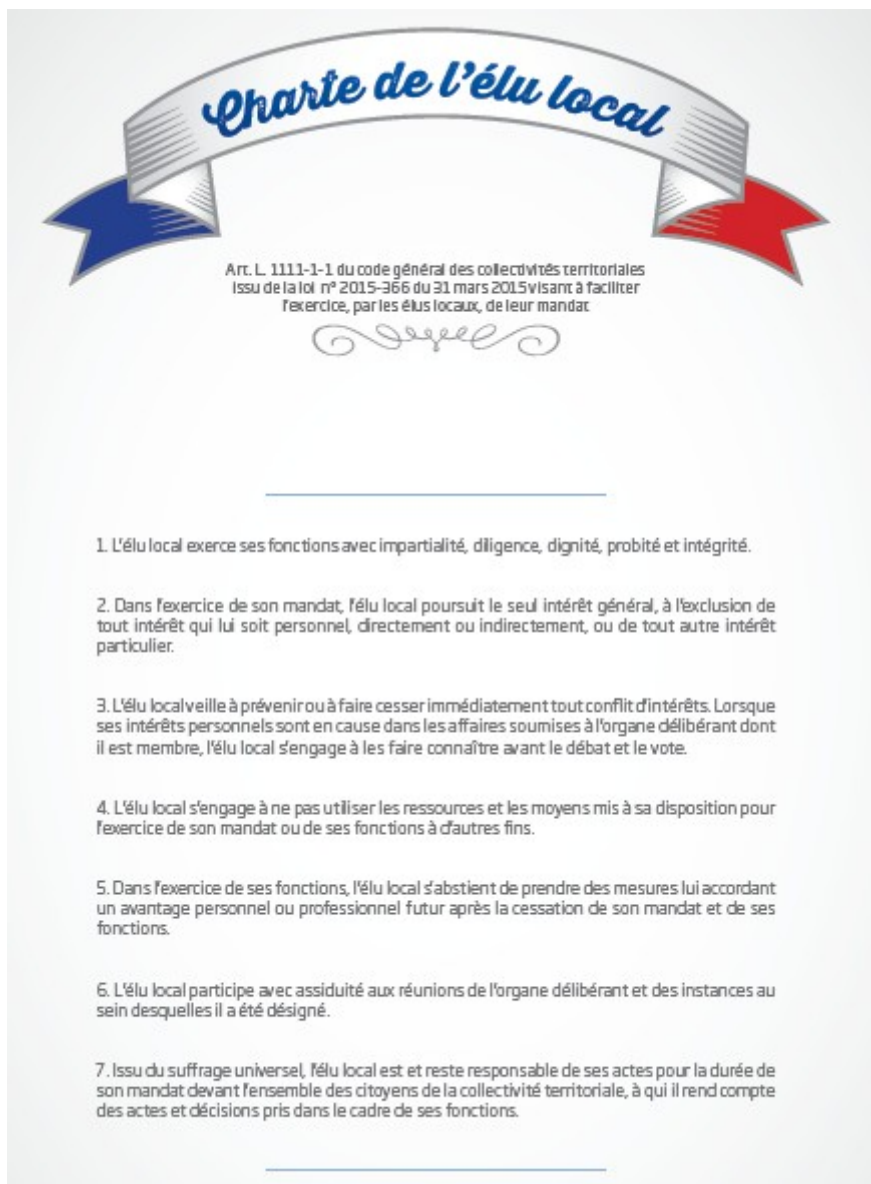 Charte de l'élu local
Art. L. 1111-1-1 du code général des collectivités territoriales
issu de la loi n° 2015-366 du 31 mars 2015 visant à faciliter
l'exercice, par les élus locaux, de leur mandat
1. L'élu local exerce ses fonctions avec impartialité, diligence, dignité, probité et intégrité.
2. Dans l'exercice de son mandat, l'élu local poursuit le seul intérêt général, à l'exclusion de
tout intérêt qui lui soit personnel, directement ou indirectement, ou de tout autre intérêt
particulier.
3. L'élu local veille à prévenir ou à faire cesser immédiatement tout conflit d'intérêts. Lorsque
ses intérêts personnels sont en cause dans les affaires soumises à l'organe délibérant dont
il est membre, l'élu local s'engage à les faire connaître avant le débat et le vote.
4. L'élu local s'engage à ne pas utiliser les ressources et les moyens mis à sa disposition pour
l'exercice de son mandat ou de ses fonctions à d'autres fins.
5. Dans l'exercice de ses fonctions, l'élu local s'abstient de prendre des mesures lui accordant
un avantage personnel ou professionnel futur après la cessation de son mandat et de ses
fonctions.
6. L'élu local participe avec assiduité aux réunions de l'organe délibérant et des instances au
sein desquelles il a été désigné.
7. Issu du suffrage universel, l'élu local est et reste responsable de ses actes pour la durée de
son mandat devant l'ensemble des citoyens de la collectivité territoriale, à qui il rend compte
des actes et décisions pris dans le cadre de ses fonctions.